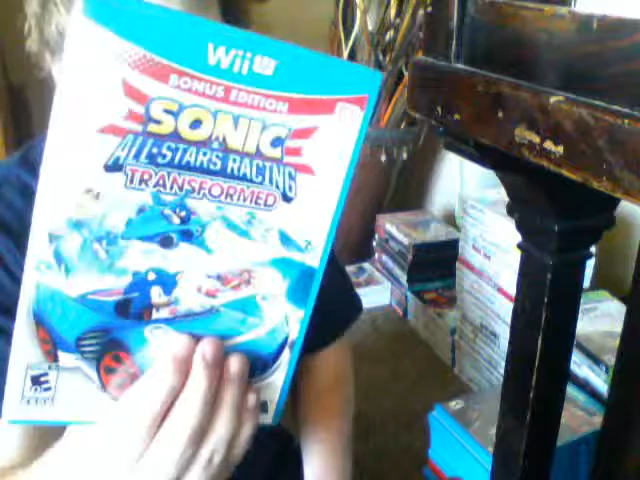 Wii U
BONUS EDITION
SONIC
&
ALL-STARS RACING
TRANSFORMED
E